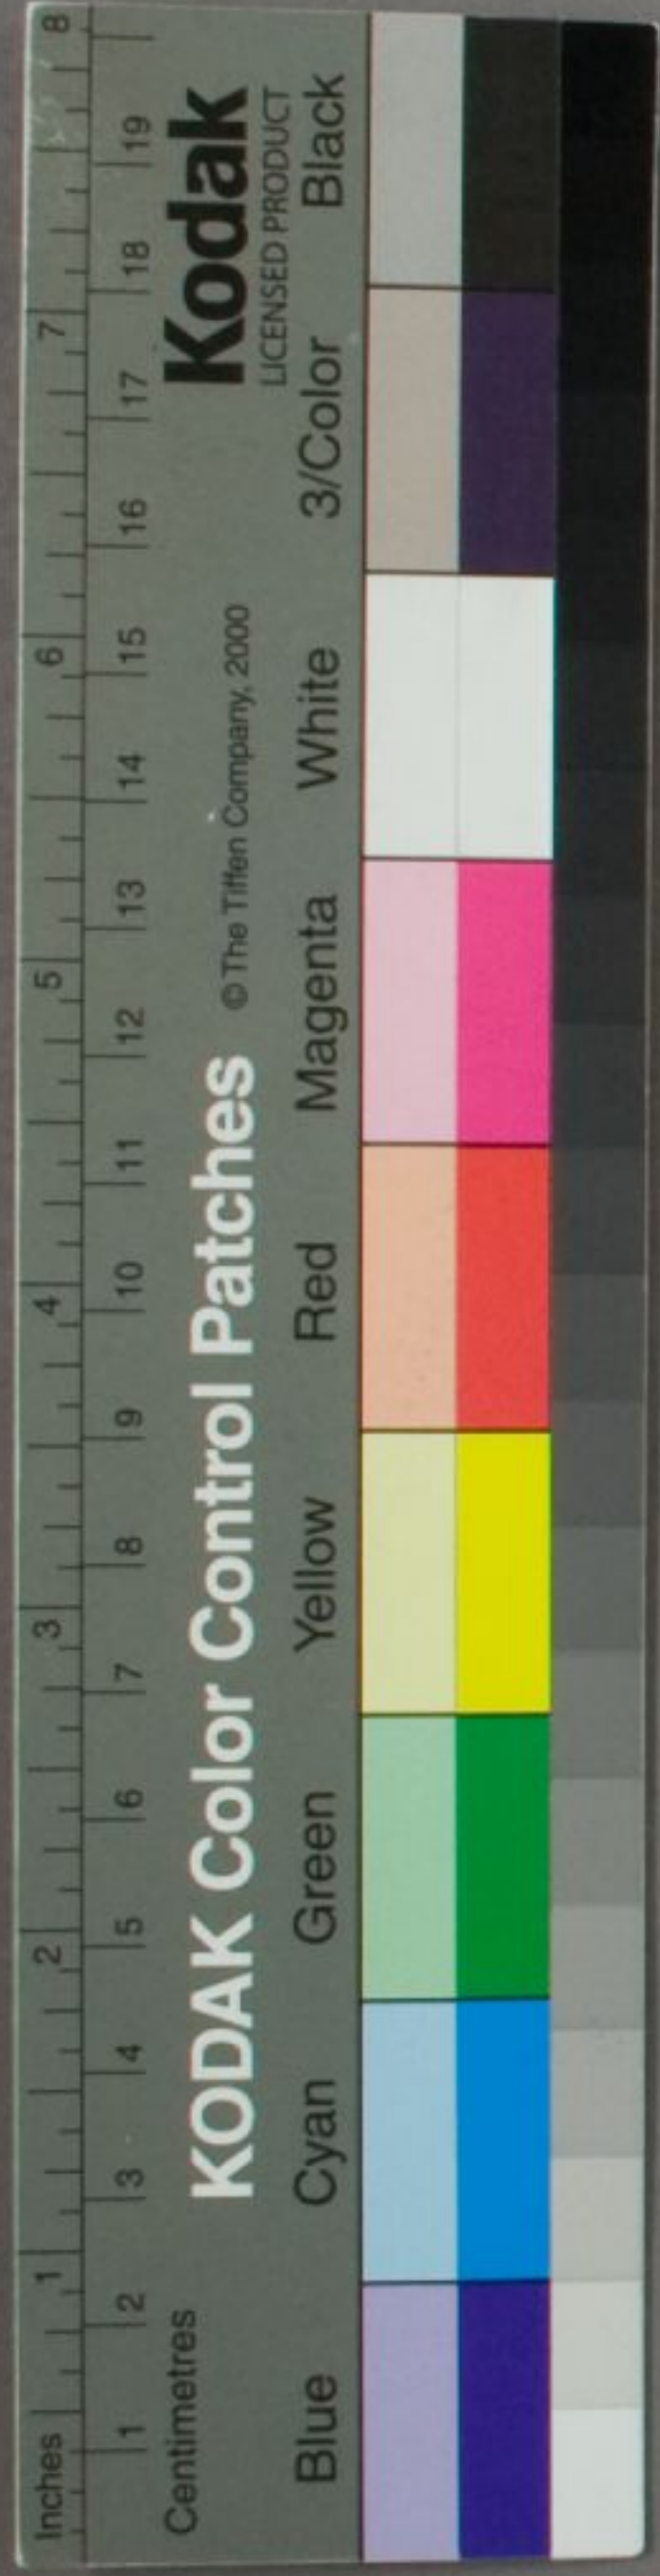 Inches 1 2 3 4 5 6 7 8
1 2 3 4 5 6 7 8 9 10 11 12 13 14 15 16 17 18 19
Centimetres
KODAK Color Control Patches © The Tiffen Company, 2000 Kodak
LICENSED PRODUCT
Blue Cyan Green Yellow Red Magenta White 3/Color Black